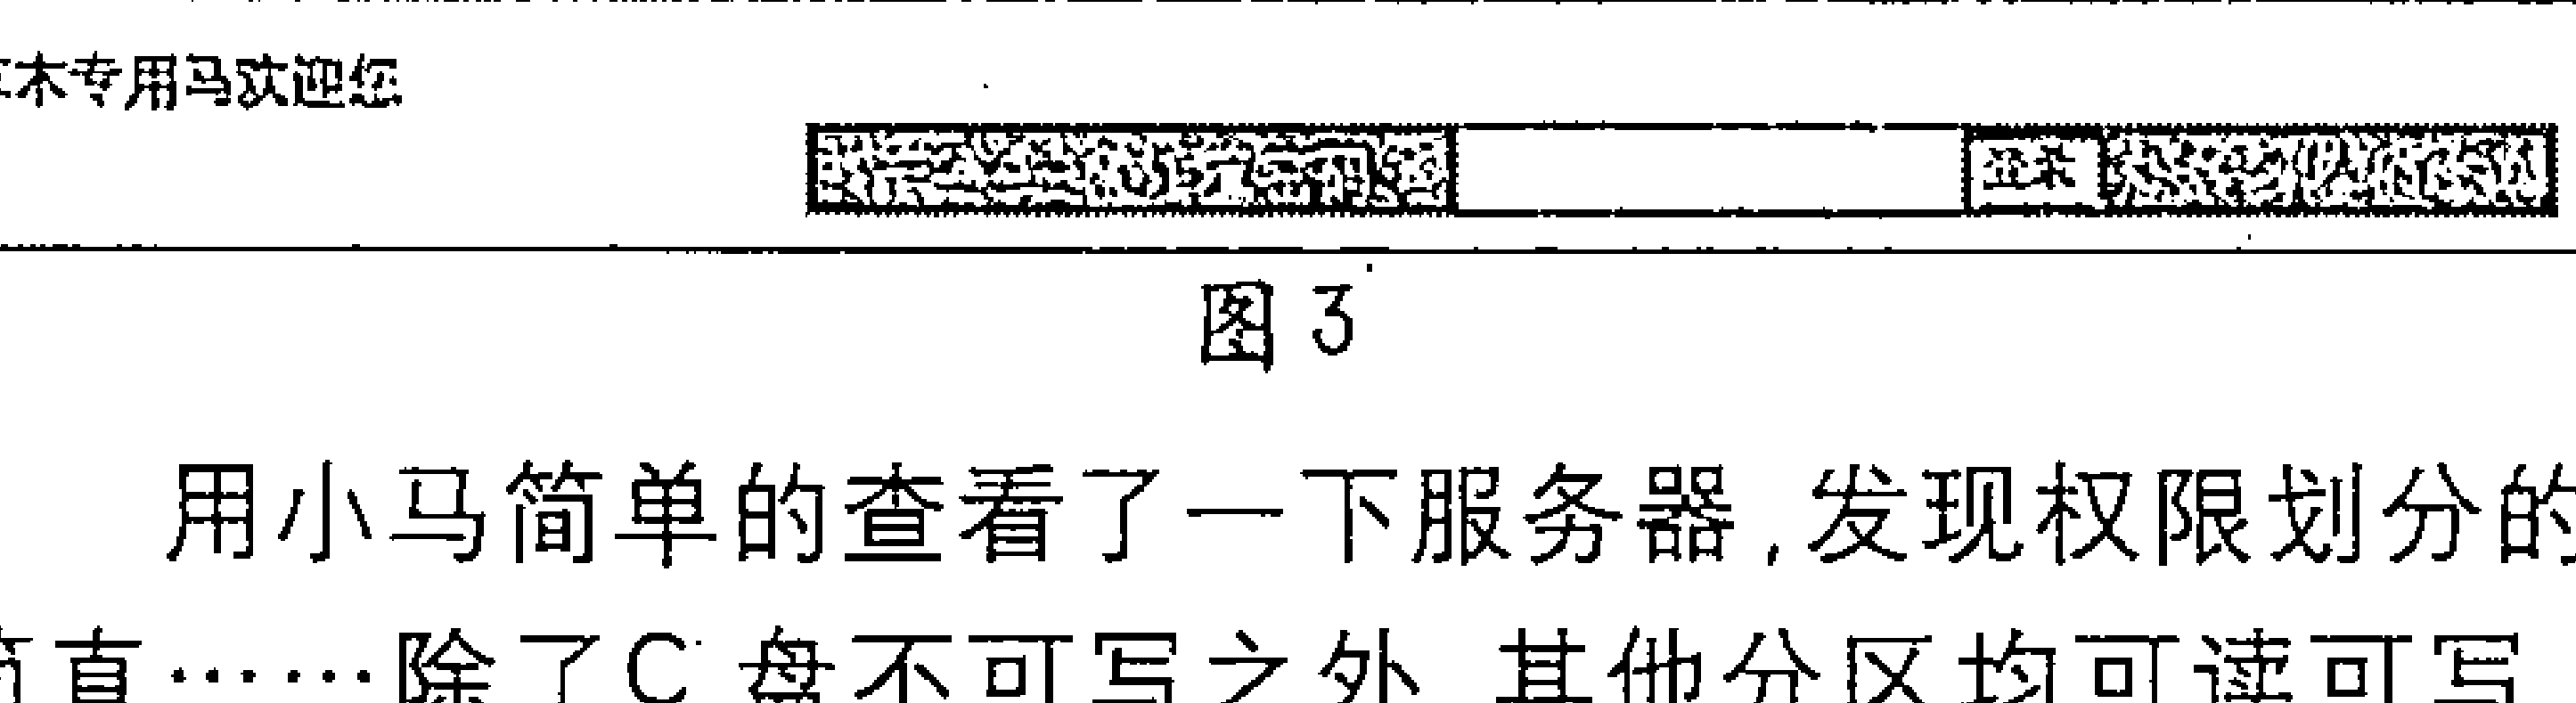 木专用马欢迎您
图3
用小马简单的查看了一下服务器,发现权限划分的
简直……除了C盘不可写之外 其他分区均可读可写